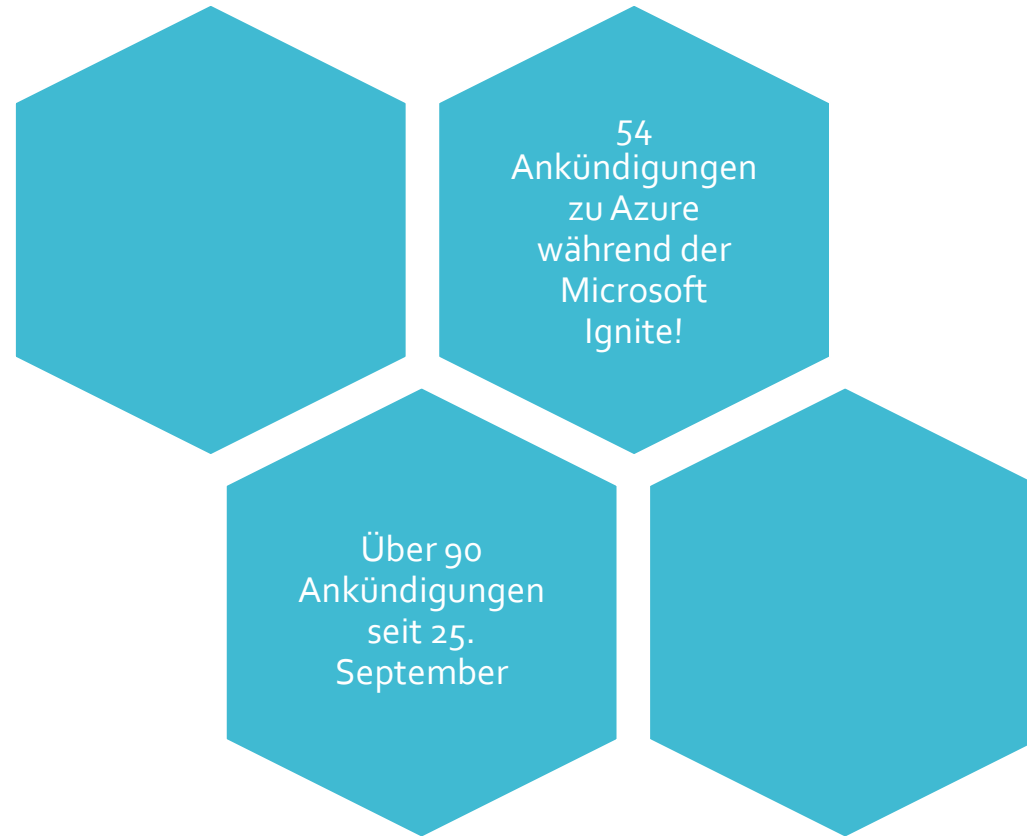 54
Ankündigungen
zu Azure
während der
Microsoft
Ignite!
Über 90
Ankündigungen
seit 25.
September